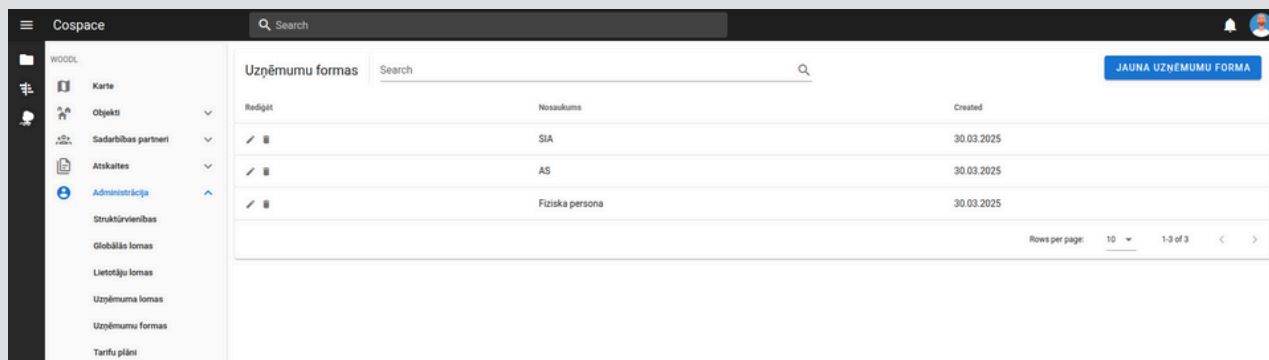 Cospace
Search
WOODL
Karte
Objekti
Sadarbības partneri
Atskaites
Administrācija
Struktūrvienības
Globālās lomas
Lietotāju lomas
Uzņēmuma lomas
Uzņēmumu formas
Tarifu plāni
Uzņēmumu formas
Search
JAUNA UZŅĒMUMU FORMA
Rediģēt Nosaukums Created
SIA 30.03.2025
AS 30.03.2025
Fiziska persona 30.03.2025
Rows per page: 10 1-3 of 3